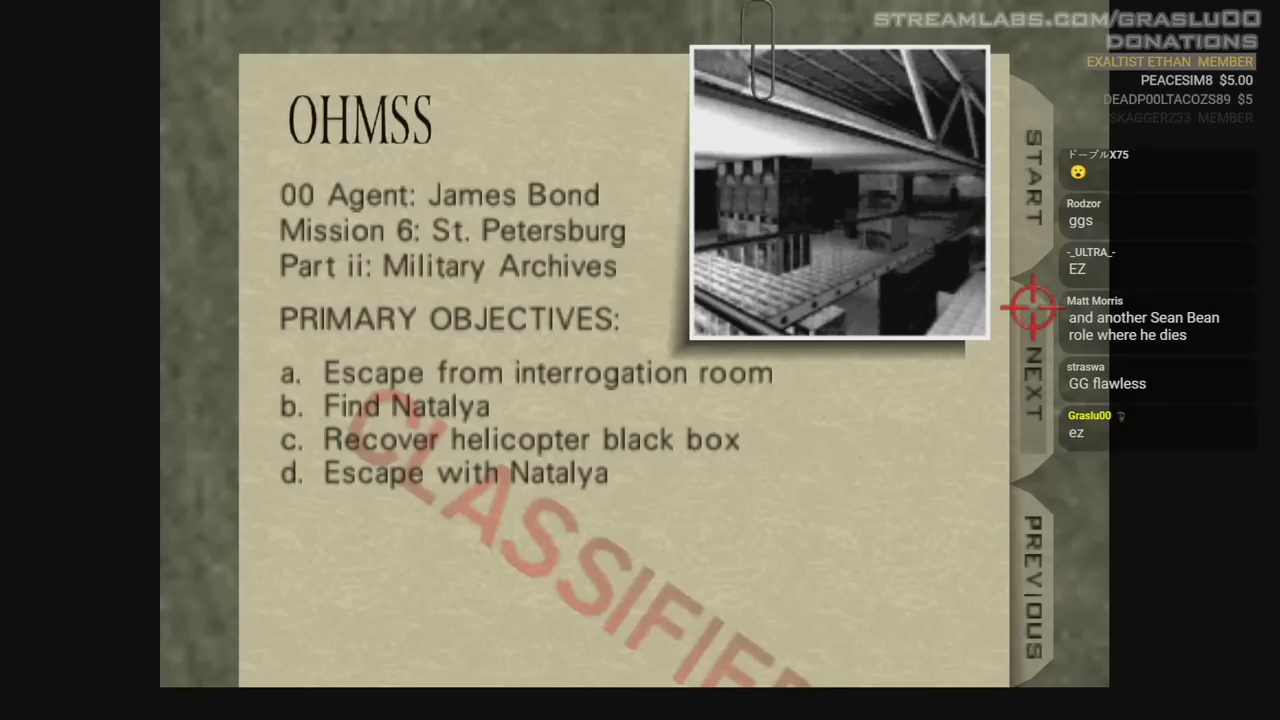 STREAMLABS.COM/GRASLU00
DONATIONS
EXALTIST ETHAN MEMBER
PEACESIM8 $5.00
DEADP00LTACOZS89 $5
SKAGGERZ33 MEMBER
OHMSS
00 Agent: James Bond
Mission 6: St. Petersburg
Part ii: Military Archives
PRIMARY OBJECTIVES:
a. Escape from interrogation room
b. Find Natalya
c. Recover helicopter black box
d. Escape with Natalya
CLASSIFIED
START
NEXT
PREVIOUS
ドープルX75
😮
Rodzor
ggs
-_ULTRA_-
EZ
Matt Morris
and another Sean Bean
role where he dies
straswa
GG flawless
Graslu00
ez